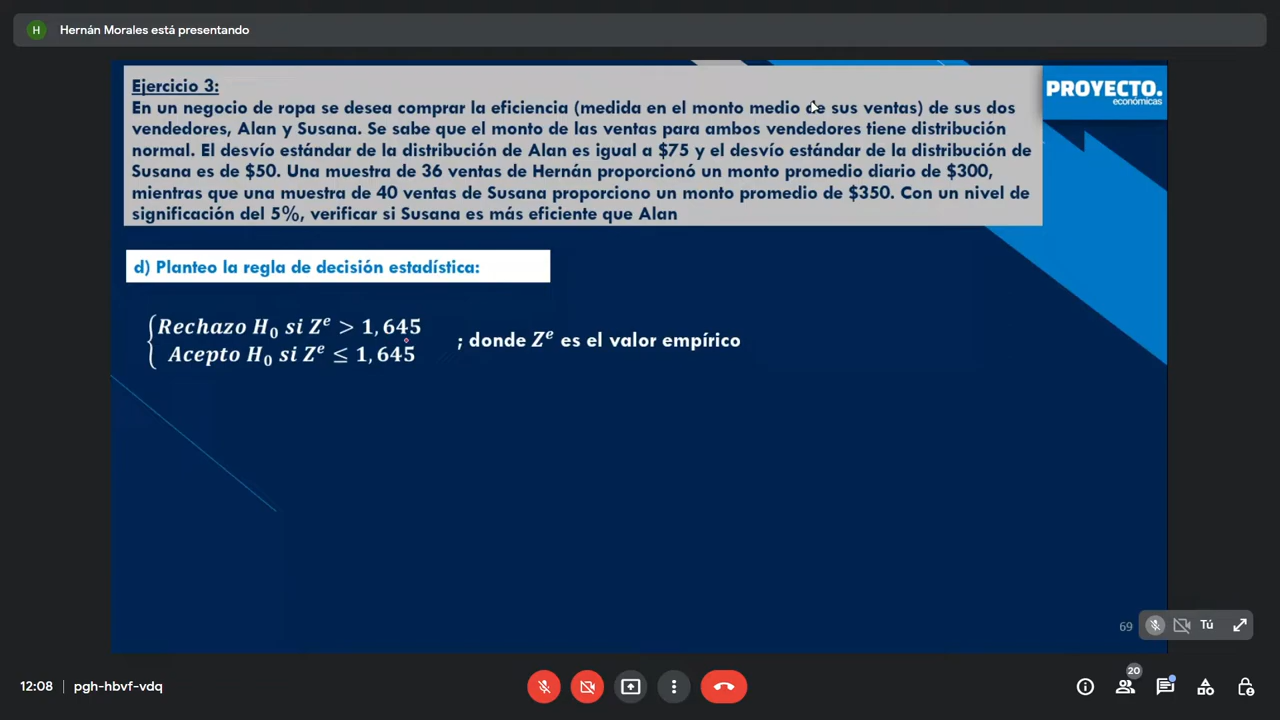 H Hernán Morales está presentando
Ejercicio 3:
En un negocio de ropa se desea comprar la eficiencia (medida en el monto medio de sus ventas) de sus dos
vendedores, Alan y Susana. Se sabe que el monto de las ventas para ambos vendedores tiene distribución
normal. El desvío estándar de la distribución de Alan es igual a $75 y el desvío estándar de la distribución de
Susana es de $50. Una muestra de 36 ventas de Hernán proporcionó un monto promedio diario de $300,
mientras que una muestra de 40 ventas de Susana proporciono un monto promedio de $350. Con un nivel de
significación del 5%, verificar si Susana es más eficiente que Alan
PROYECTO.
económicas
d) Planteo la regla de decisión estadística:
Rechazo H₀ si Zᵉ > 1,645
Acepto H₀ si Zᵉ ≤ 1,645
; donde Zᵉ es el valor empírico
69
Tú
12:08 | pgh-hbvf-vdq
20